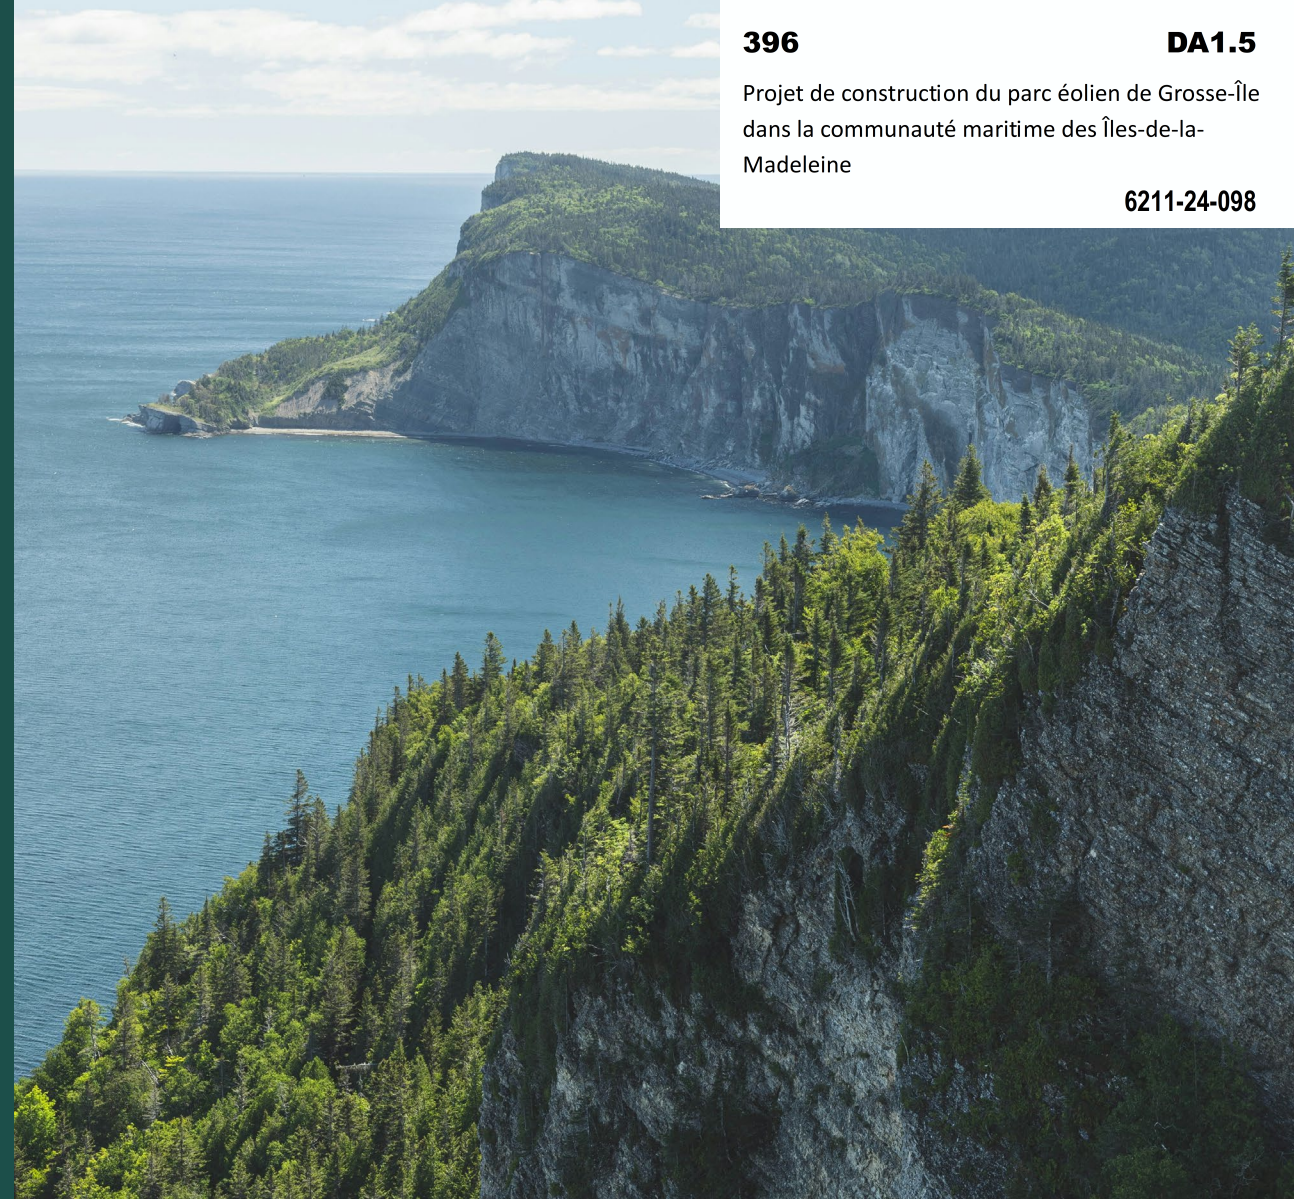 396 DA1.5
Projet de construction du parc éolien de Grosse-Île
dans la communauté maritime des Îles-de-la-
Madeleine
6211-24-098